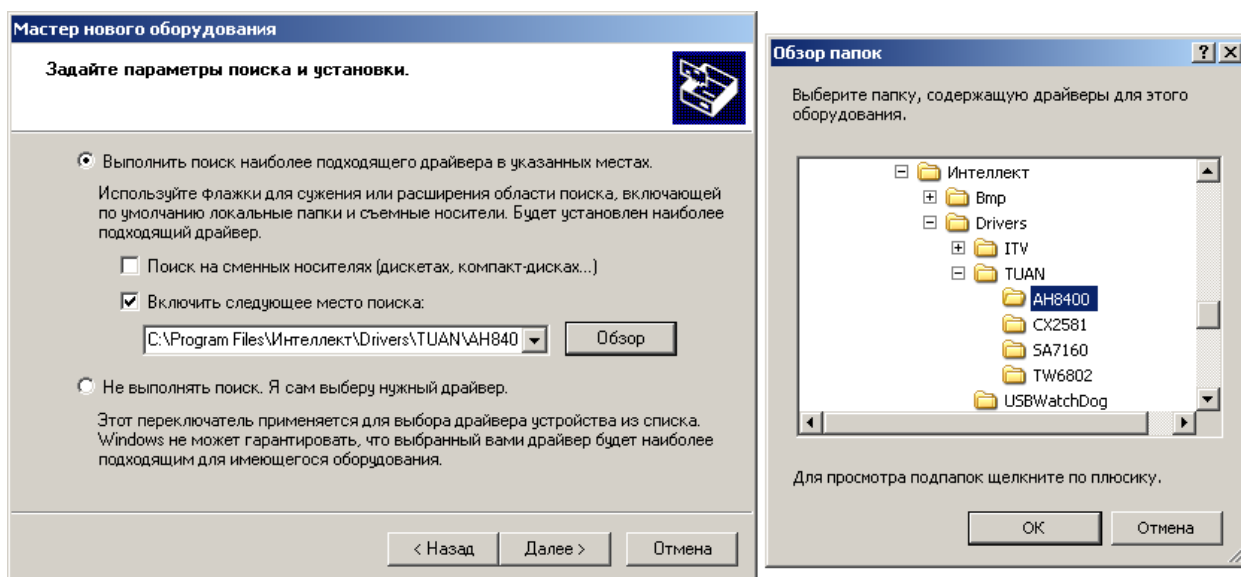 Мастер нового оборудования
Задайте параметры поиска и установки.
Выполнить поиск наиболее подходящего драйвера в указанных местах.
Используйте флажки для сужения или расширения области поиска, включающей
по умолчанию локальные папки и съемные носители. Будет установлен наиболее
подходящий драйвер.
Поиск на сменных носителях (дискетах, компакт-дисках...)
Включить следующее место поиска:
C:\Program Files\Интеллект\Drivers\TUAN\AH840
Обзор
Не выполнять поиск. Я сам выберу нужный драйвер.
Этот переключатель применяется для выбора драйвера устройства из списка.
Windows не может гарантировать, что выбранный вами драйвер будет наиболее
подходящим для имеющегося оборудования.
< Назад
Далее >
Отмена
Обзор папок
Выберите папку, содержащую драйверы для этого
оборудования.
Интеллект
Bmp
Drivers
ITV
TUAN
AH8400
CX2581
SA7160
TW6802
USBWatchDog
Для просмотра подпапок щелкните по плюсику.
ОК
Отмена